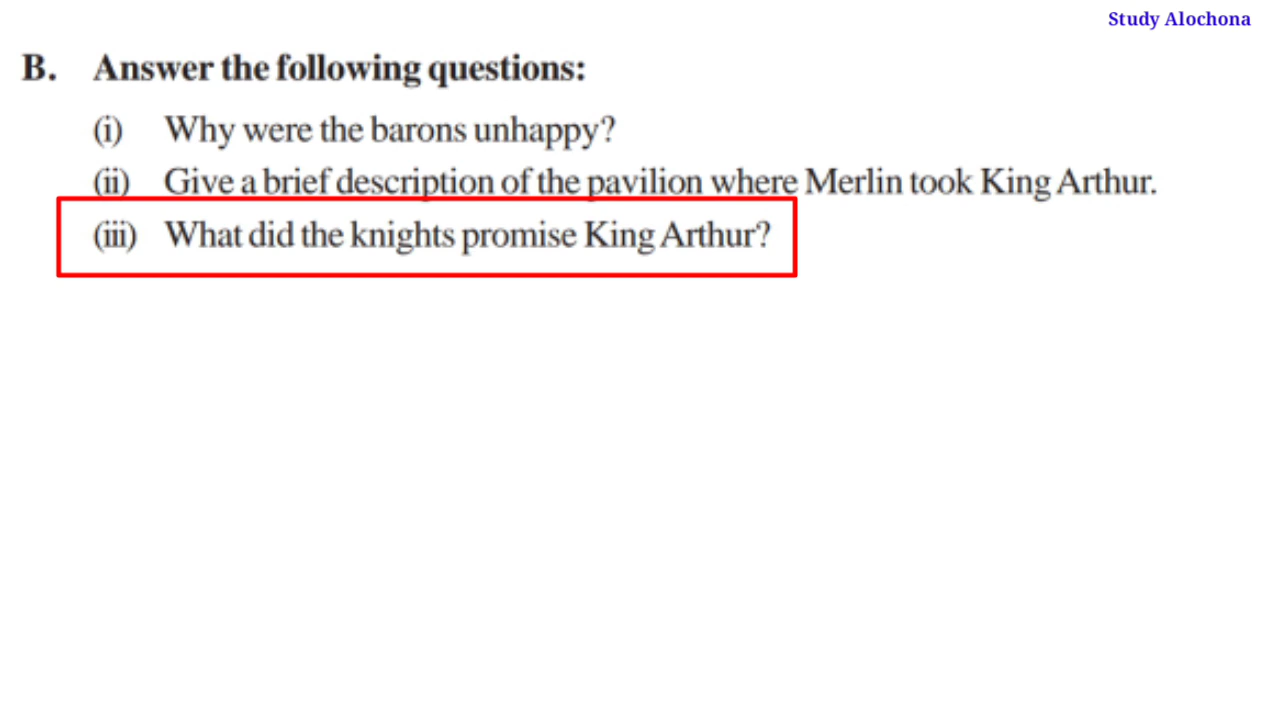 Study Alochona
B. Answer the following questions:
(i) Why were the barons unhappy?
(ii) Give a brief description of the pavilion where Merlin took King Arthur.
(iii) What did the knights promise King Arthur?